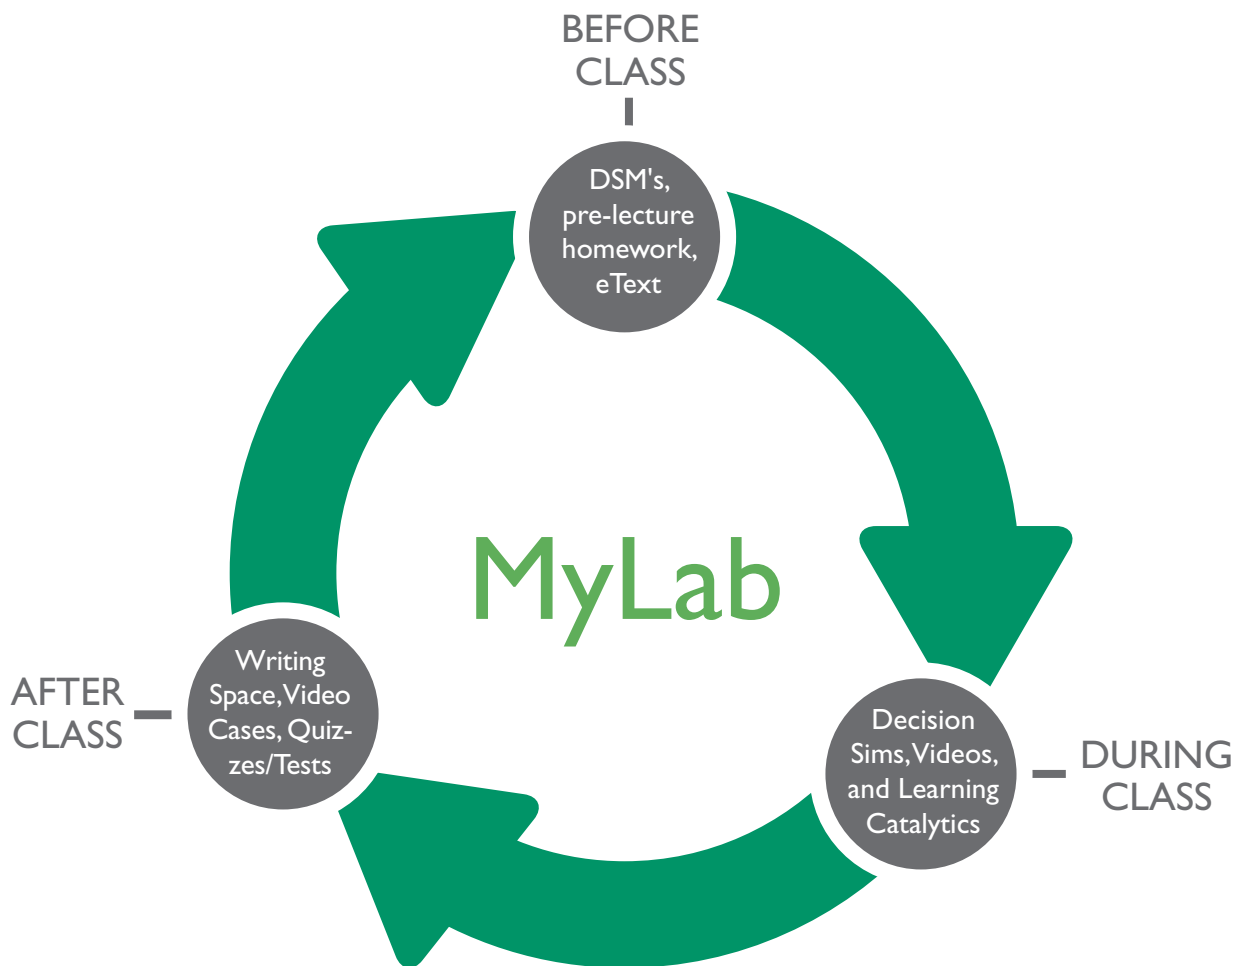 BEFORE
CLASS
DSM's,
pre-lecture
homework,
eText
MyLab
AFTER
CLASS
Writing
Space, Video
Cases, Quiz-
zes/Tests
Decision
Sims, Videos,
and Learning
Catalytics
DURING
CLASS